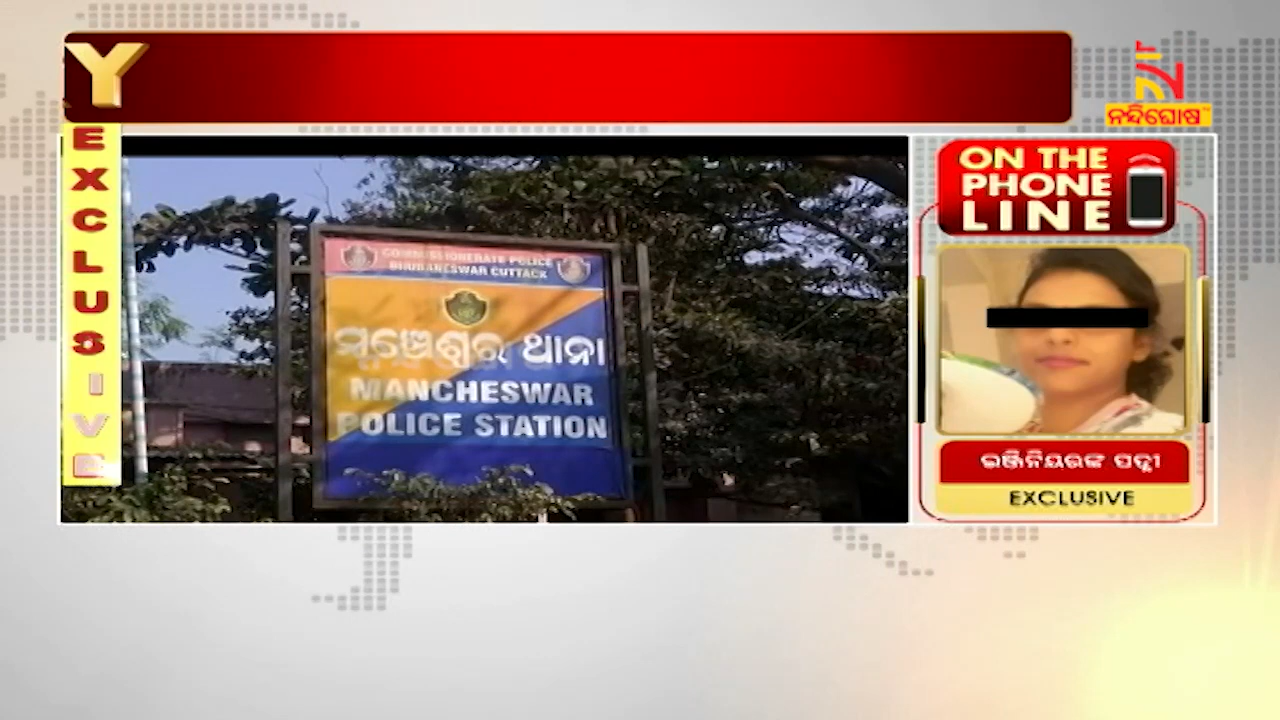 Y
EXCLUSIVE
ନନ୍ଦିଘୋଷ
COMMISSIONERATE POLICE
BHUBANESWAR CUTTACK
ମଞ୍ଚେଶ୍ୱର ଥାନା
MANCHESWAR
POLICE STATION
ON THE
PHONE
LINE
ଇଞ୍ଜିନିୟରଙ୍କ ପତ୍ନୀ
EXCLUSIVE